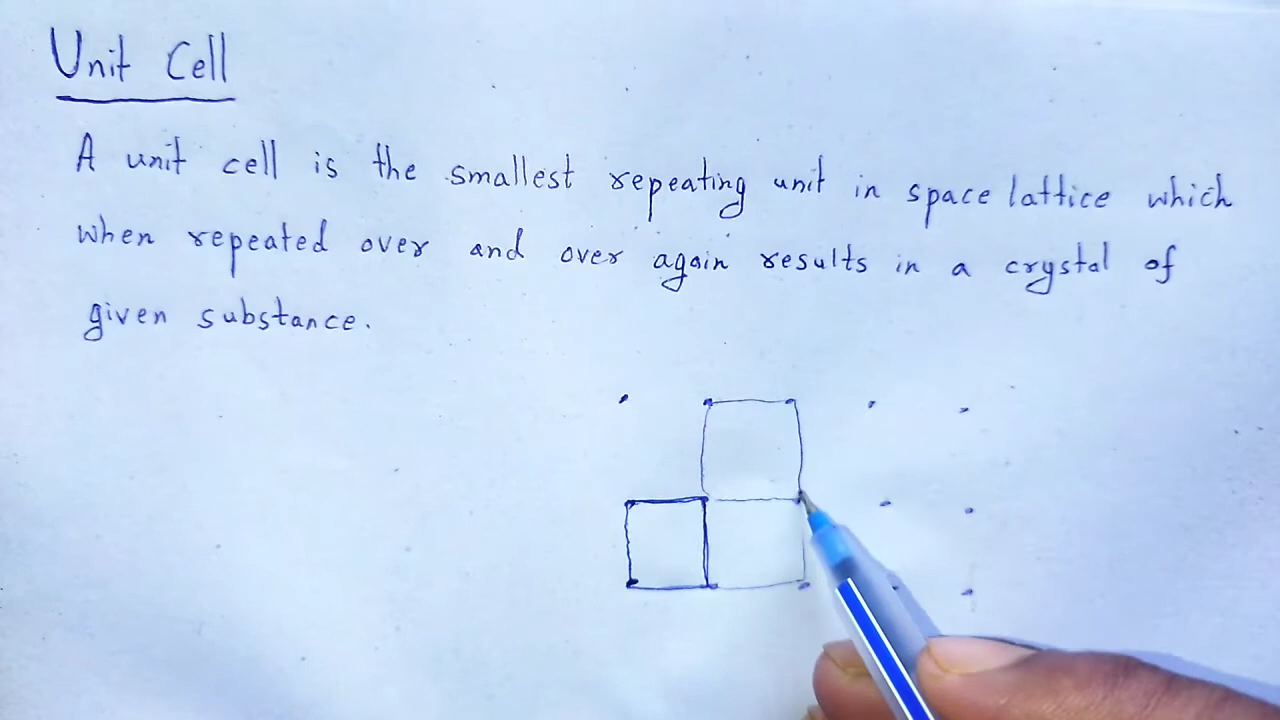 Unit Cell
A unit cell is the smallest repeating unit in space lattice which
when repeated over and over again results in a crystal of
given substance.